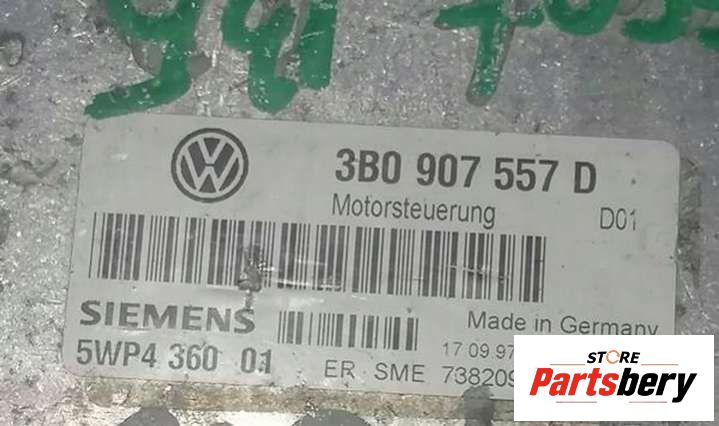 3B0 907 557 D
Motorsteuerung D01
SIEMENS
Made in Germany
5WP4 360 01
17 09 97
ER SME 738209
STORE
Partsbery